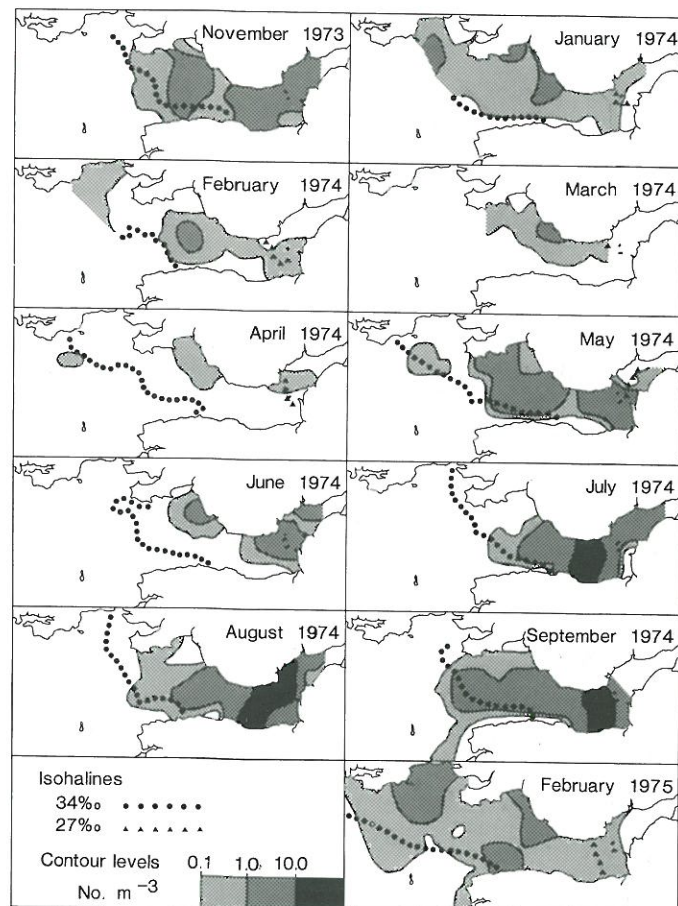 November 1973
January 1974
February 1974
March 1974
April 1974
May 1974
June 1974
July 1974
August 1974
September 1974
February 1975
Isohalines
34‰
27‰
Contour levels 0.1 1.0 10.0
No. m⁻³